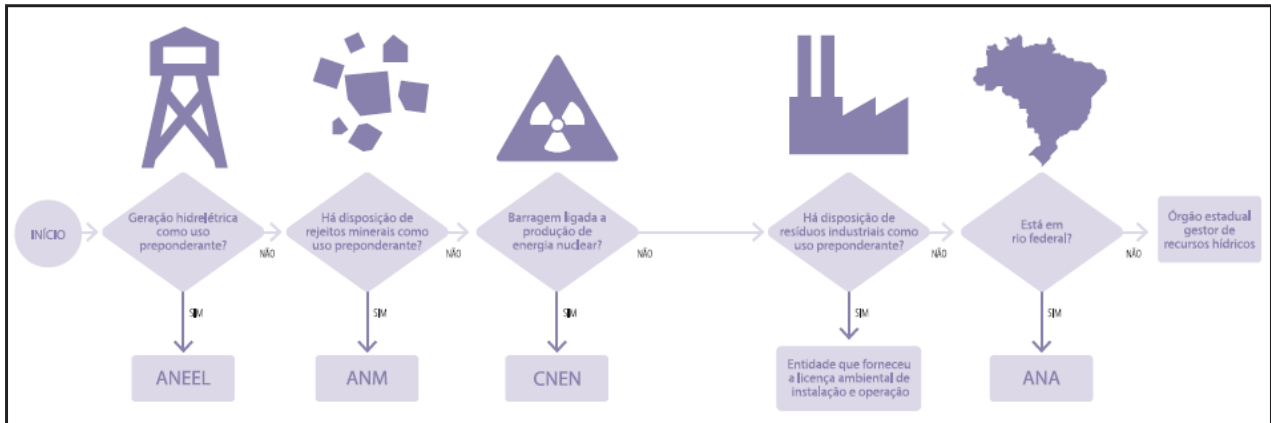 INÍCIO
Geração hidrelétrica
como uso
preponderante?
NÃO
SIM
ANEEL
Há disposição de
rejeitos minerais como
uso preponderante?
NÃO
SIM
ANM
Barragem ligada a
produção de
energia nuclear?
NÃO
SIM
CNEN
Há disposição de
resíduos industriais como
uso preponderante?
NÃO
SIM
Entidade que forneceu
a licença ambiental de
instalação e operação
Está em
rio federal?
NÃO
SIM
ANA
Órgão estadual
gestor de
recursos hídricos